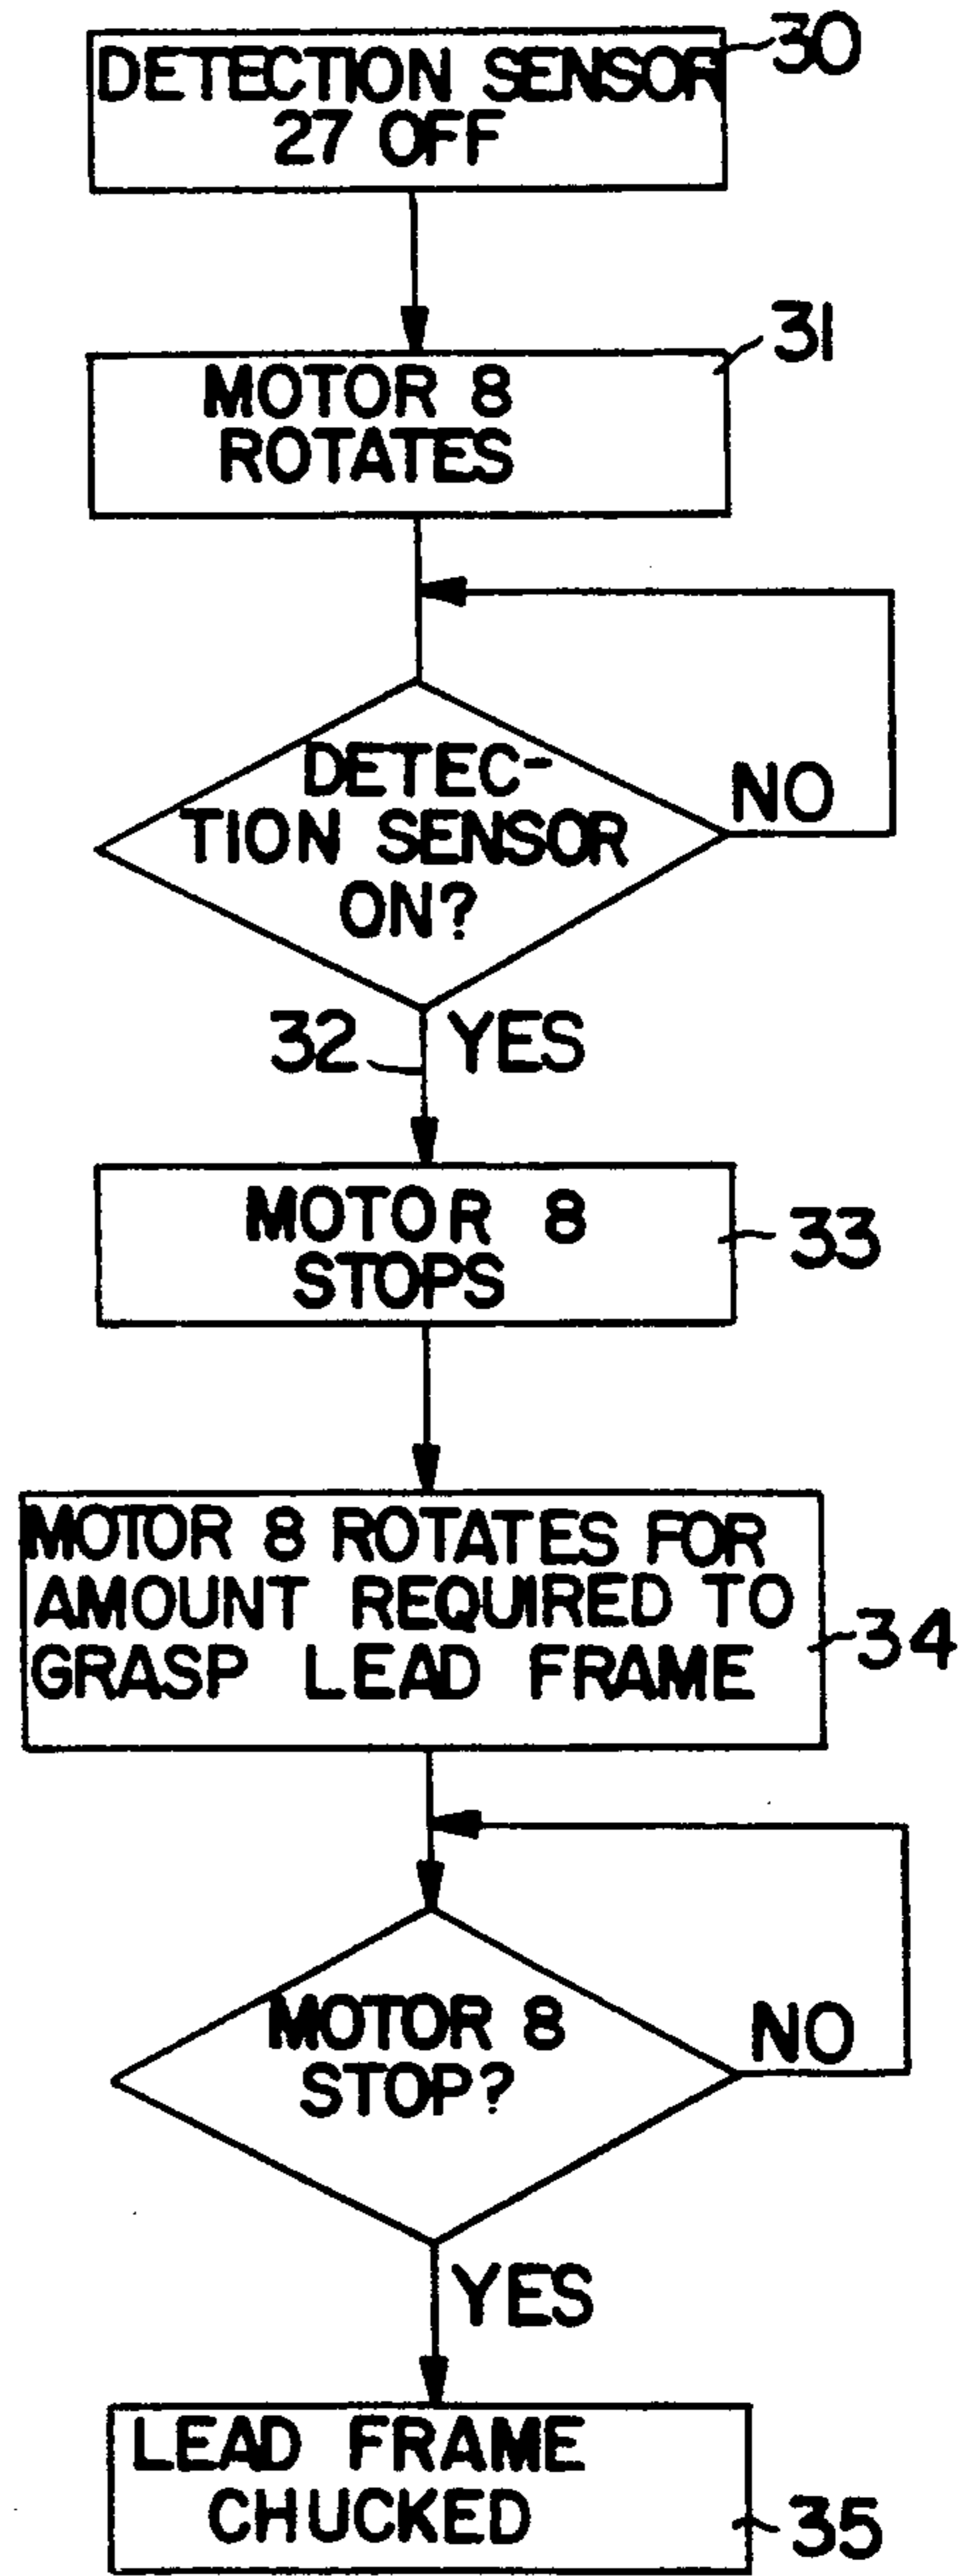 DETECTION SENSOR
27 OFF
30
MOTOR 8
ROTATES
31
DETEC-
TION SENSOR
ON?
NO
32
YES
MOTOR 8
STOPS
33
MOTOR 8 ROTATES FOR
AMOUNT REQUIRED TO
GRASP LEAD FRAME
34
MOTOR 8
STOP?
NO
YES
LEAD FRAME
CHUCKED
35